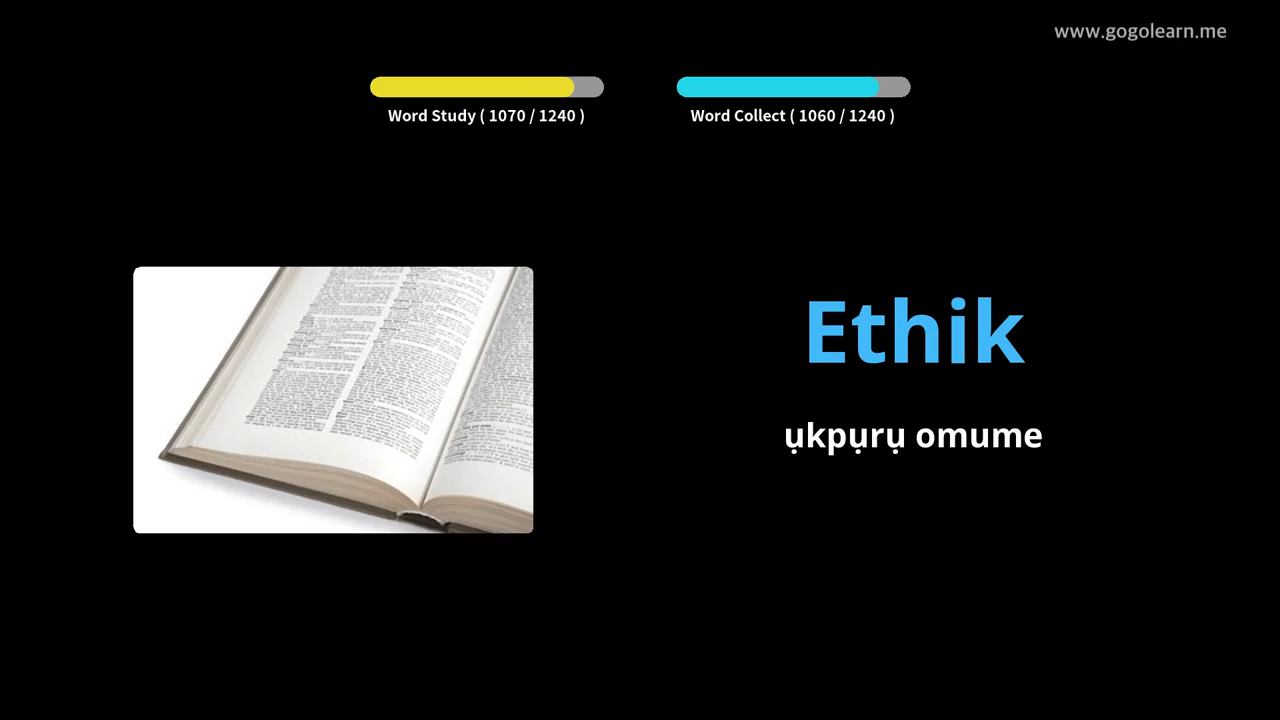 www.gogolearn.me
Word Study ( 1070 / 1240 )
Word Collect ( 1060 / 1240 )
Ethik
ụkpụrụ omume